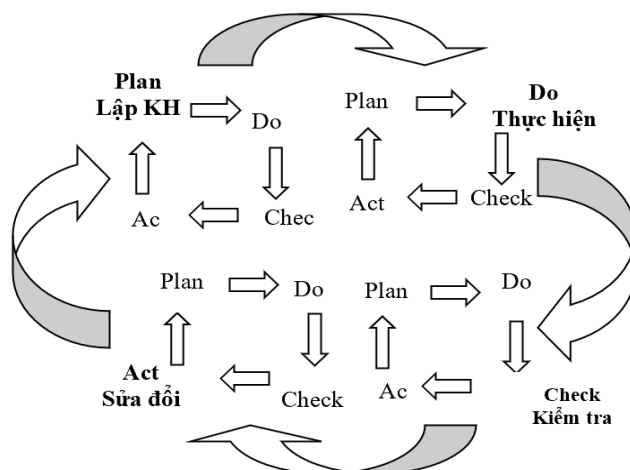 Plan
Lập KH
Do
Ac
Chec
Plan
Do
Thực hiện
Act
Check
Plan
Do
Act
Sửa đổi
Check
Plan
Do
Ac
Check
Kiểm tra